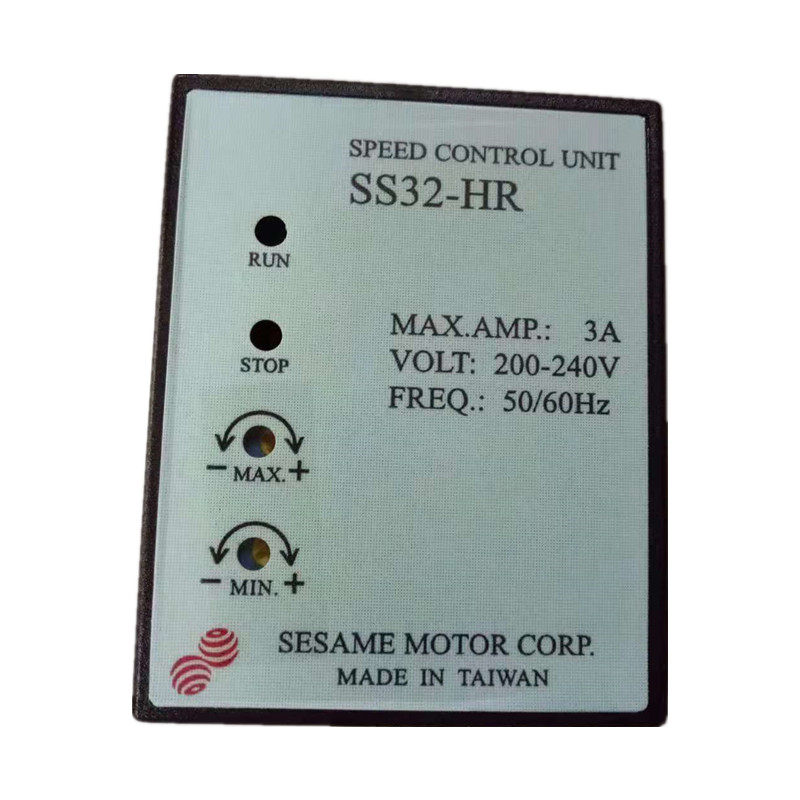 SPEED CONTROL UNIT
SS32-HR
RUN
STOP
MAX.AMP.: 3A
VOLT: 200-240V
FREQ.: 50/60Hz
− MAX. +
− MIN. +
SESAME MOTOR CORP.
MADE IN TAIWAN